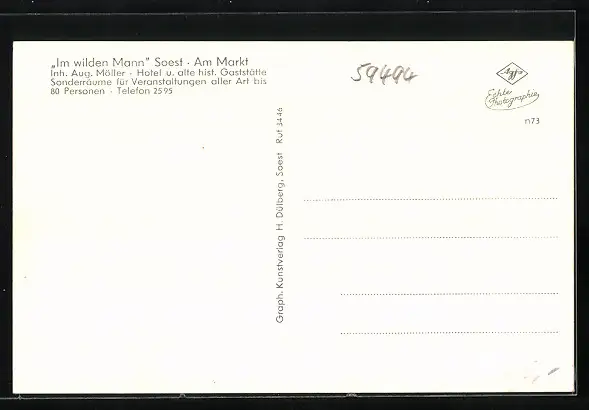 „Im wilden Mann" Soest · Am Markt
Inh. Aug. Möller · Hotel u. alte hist. Gaststätte
Sonderräume für Veranstaltungen aller Art bis
80 Personen · Telefon 2595
59494
Agfa
Echte
Photographie
n73
Graph. Kunstverlag H. Dülberg, Soest Ruf 3446